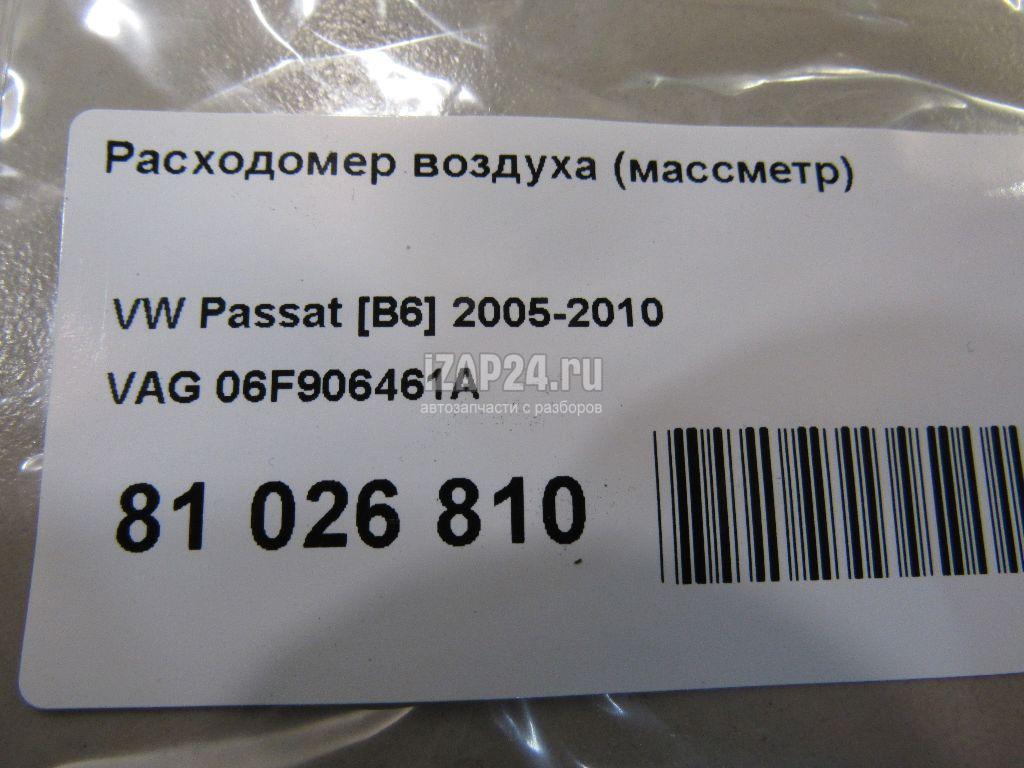 Расходомер воздуха (массметр)
VW Passat [B6] 2005-2010
iZAP24.ru
VAG 06F906461A
автозапчасти с разборов
81 026 810